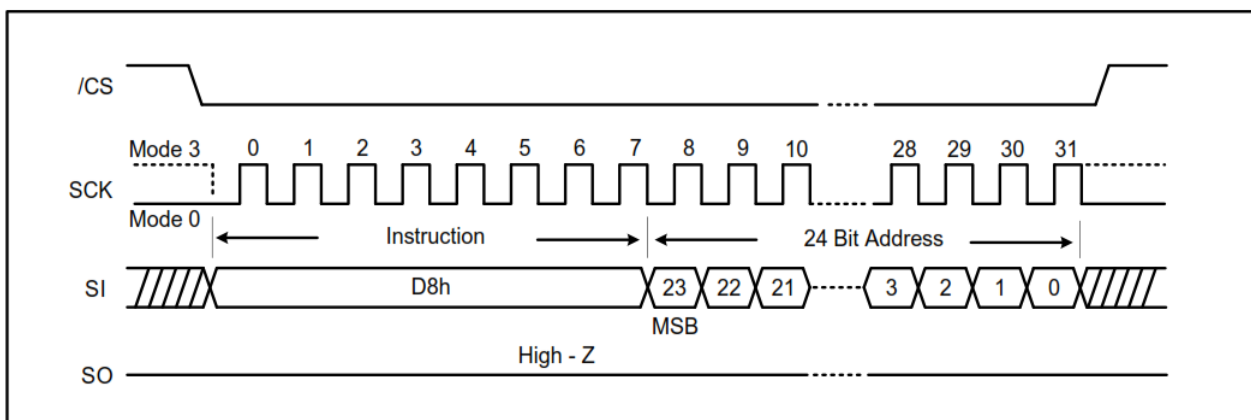 /CS
Mode 3 0 1 2 3 4 5 6 7 8 9 10 28 29 30 31
SCK
Mode 0
Instruction 24 Bit Address
SI D8h 23 22 21 3 2 1 0
MSB
High - Z
SO